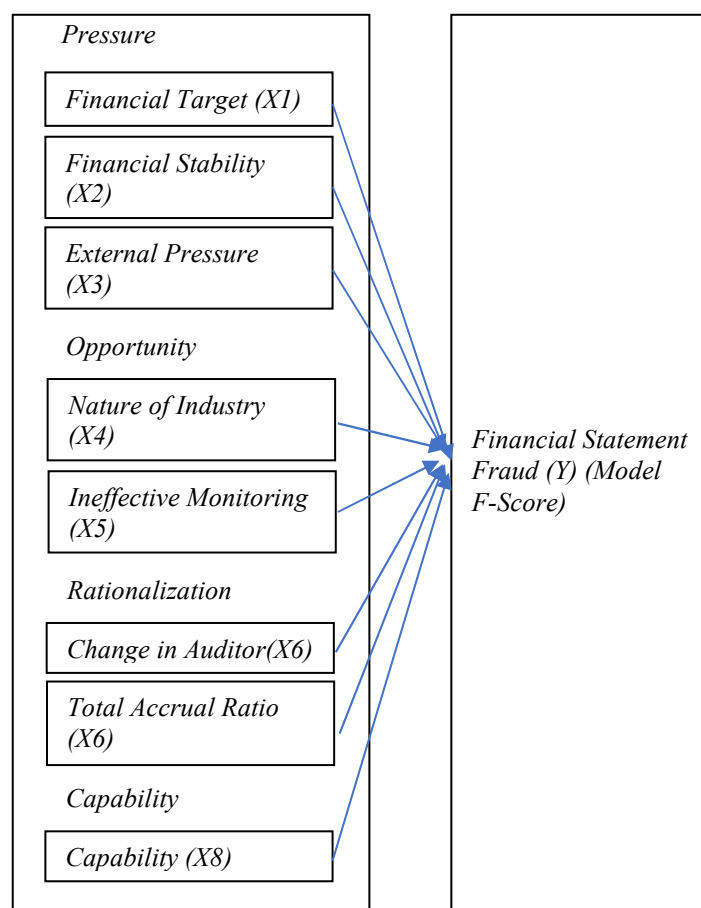 Pressure
Financial Target (X1)
Financial Stability
(X2)
External Pressure
(X3)
Opportunity
Nature of Industry
(X4)
Ineffective Monitoring
(X5)
Rationalization
Change in Auditor(X6)
Total Accrual Ratio
(X6)
Capability
Capability (X8)
Financial Statement
Fraud (Y) (Model
F-Score)